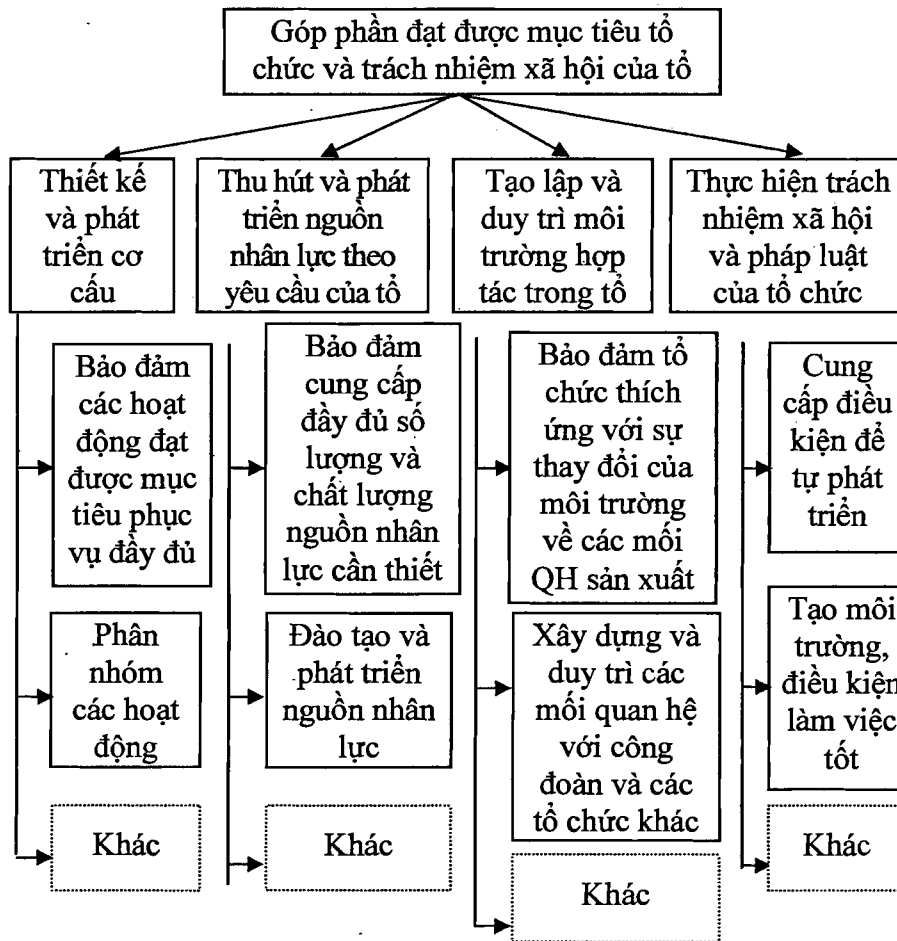 Góp phần đạt được mục tiêu tổ
chức và trách nhiệm xã hội của tổ
Thiết kế
và phát
triển cơ
cấu
Thu hút và phát
triển nguồn
nhân lực theo
yêu cầu của tổ
Tạo lập và
duy trì môi
trường hợp
tác trong tổ
Thực hiện trách
nhiệm xã hội
và pháp luật
của tổ chức
Bảo đảm
các hoạt
động đạt
được mục
tiêu phục
vụ đầy đủ
Phân
nhóm
các hoạt
động
Khác
Bảo đảm
cung cấp
đầy đủ số
lượng và
chất lượng
nguồn nhân
lực cần thiết
Đào tạo và
phát triển
nguồn nhân
lực
Khác
Bảo đảm tổ
chức thích
ứng với sự
thay đổi của
môi trường
về các mối
QH sản xuất
Xây dựng và
duy trì các
mối quan hệ
với công
đoàn và các
tổ chức khác
Khác
Cung
cấp điều
kiện để
tự phát
triển
Tạo môi
trường,
điều kiện
làm việc
tốt
Khác